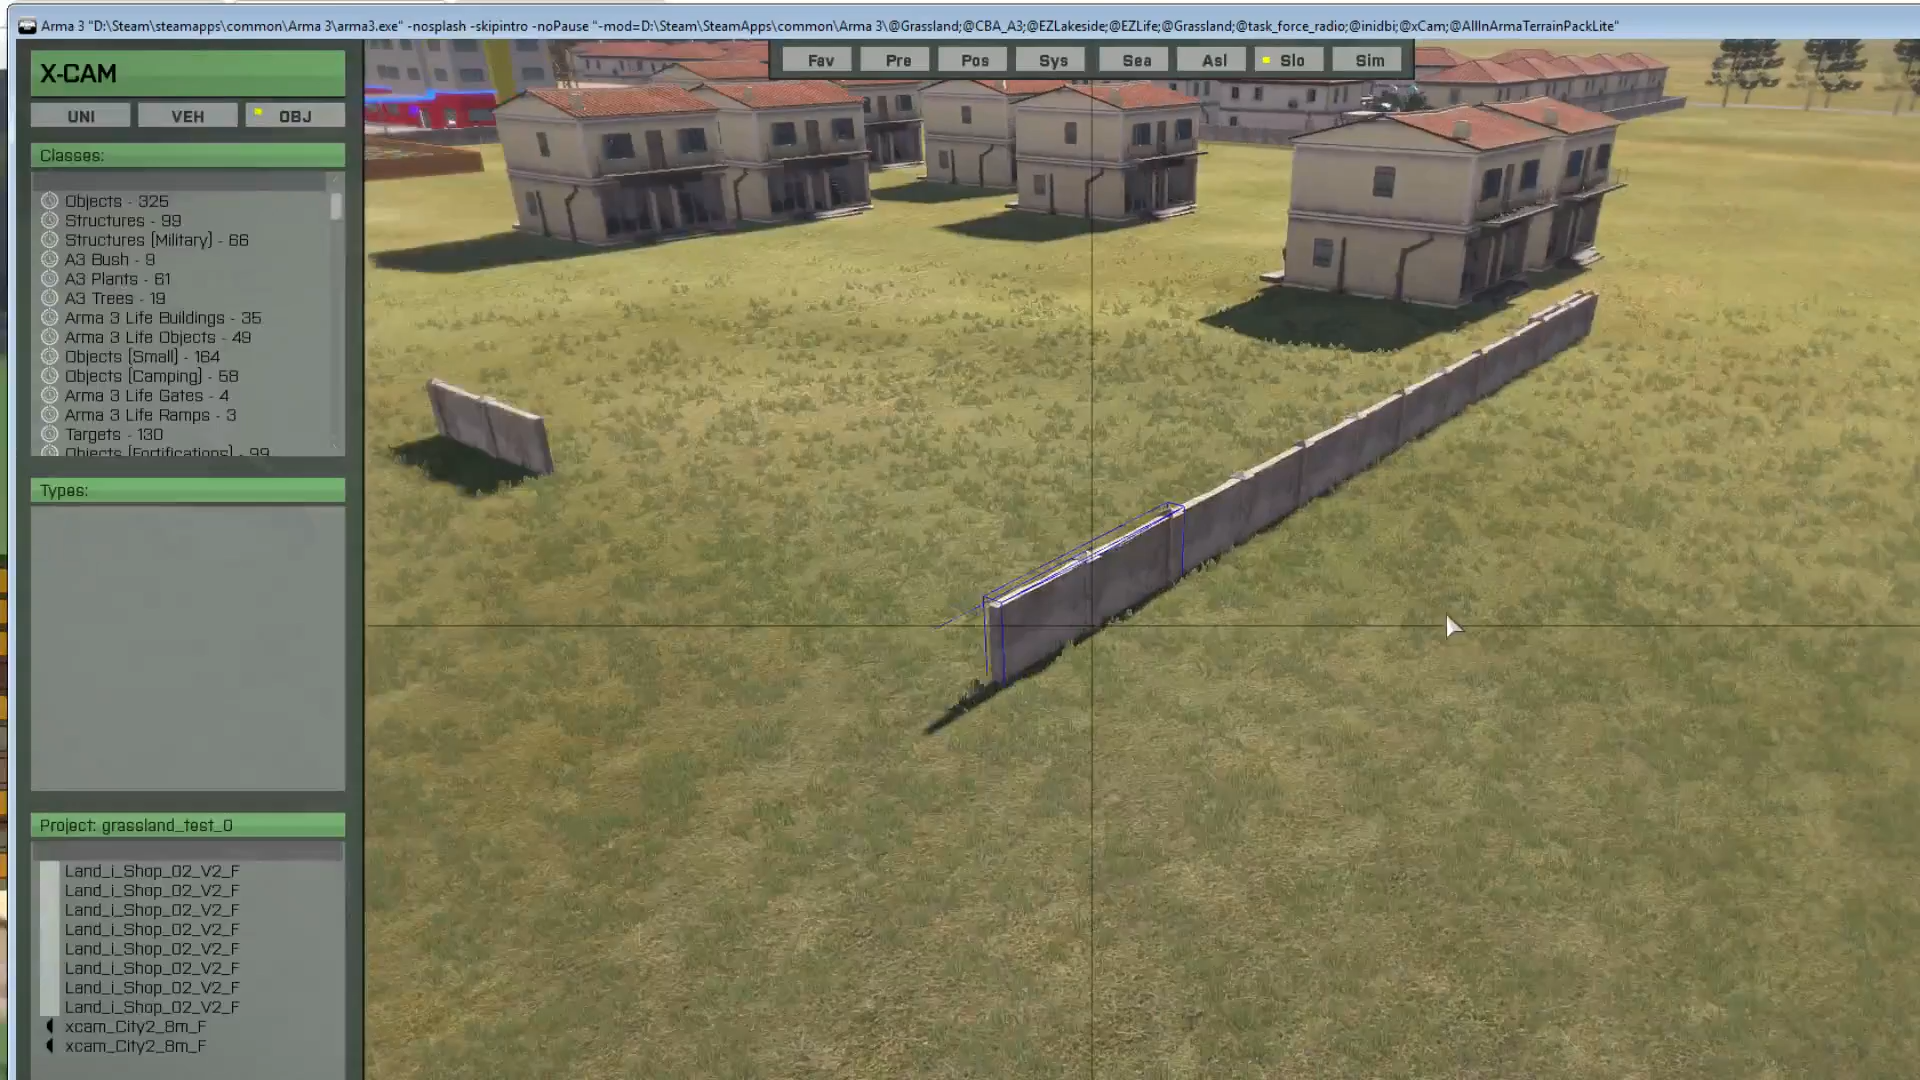 Arma 3 "D:\Steam\steamapps\common\Arma 3\arma3.exe" -nosplash -skipintro -noPause "-mod=D:\Steam\SteamApps\common\Arma 3\@Grassland;@CBA_A3;@EZLakeside;@EZLife;@Grassland;@task_force_radio;@inidbi;@xCam;@AllInArmaTerrainPackLite"
X-CAM
Fav Pre Pos Sys Sea Asl Slo Sim
UNI VEH OBJ
Classes:
Objects - 325
Structures - 99
Structures (Military) - 66
A3 Bush - 9
A3 Plants - 61
A3 Trees - 19
Arma 3 Life Buildings - 35
Arma 3 Life Objects - 49
Objects (Small) - 164
Objects (Camping) - 68
Arma 3 Life Gates - 4
Arma 3 Life Ramps - 3
Targets - 130
Objects (Fortifications) - 99
Types:
Project: grassland_test_0
Land_i_Shop_02_V2_F
Land_i_Shop_02_V2_F
Land_i_Shop_02_V2_F
Land_i_Shop_02_V2_F
Land_i_Shop_02_V2_F
Land_i_Shop_02_V2_F
Land_i_Shop_02_V2_F
Land_i_Shop_02_V2_F
xcam_City2_8m_F
xcam_City2_8m_F